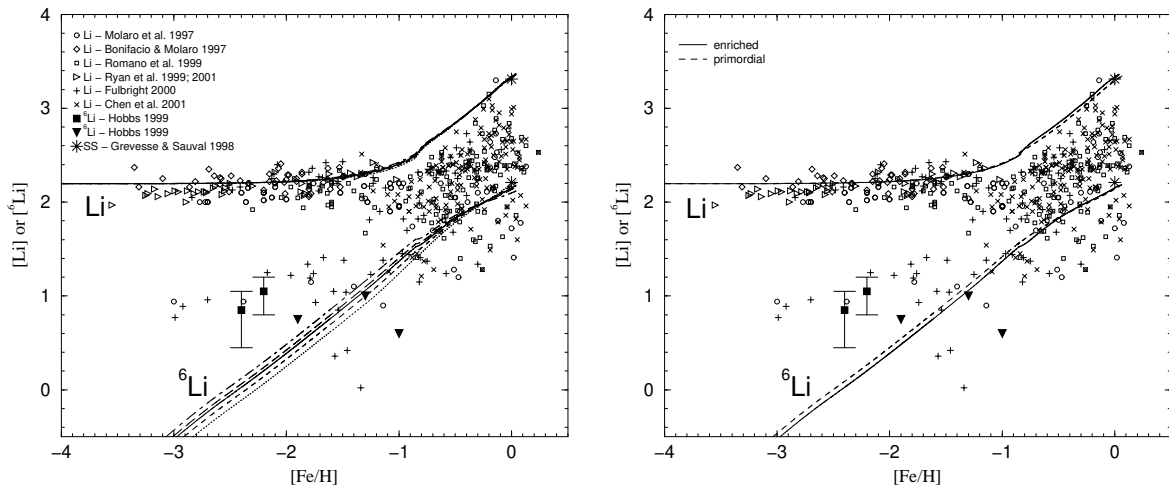 4
3
2
1
0
[Li] or [⁶Li]
Li – Molaro et al. 1997
Li – Bonifacio & Molaro 1997
Li – Romano et al. 1999
Li – Ryan et al. 1999; 2001
Li – Fulbright 2000
Li – Chen et al. 2001
⁶Li – Hobbs 1999
⁶Li – Hobbs 1999
SS – Grevesse & Sauval 1998
Li
⁶Li
−4 −3 −2 −1 0
[Fe/H]
4
3
2
1
0
[Li] or [⁶Li]
enriched
primordial
Li
⁶Li
−4 −3 −2 −1 0
[Fe/H]